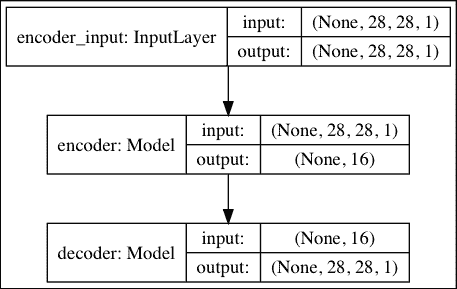 encoder_input: InputLayer
input: (None, 28, 28, 1)
output: (None, 28, 28, 1)
encoder: Model
input: (None, 28, 28, 1)
output: (None, 16)
decoder: Model
input: (None, 16)
output: (None, 28, 28, 1)